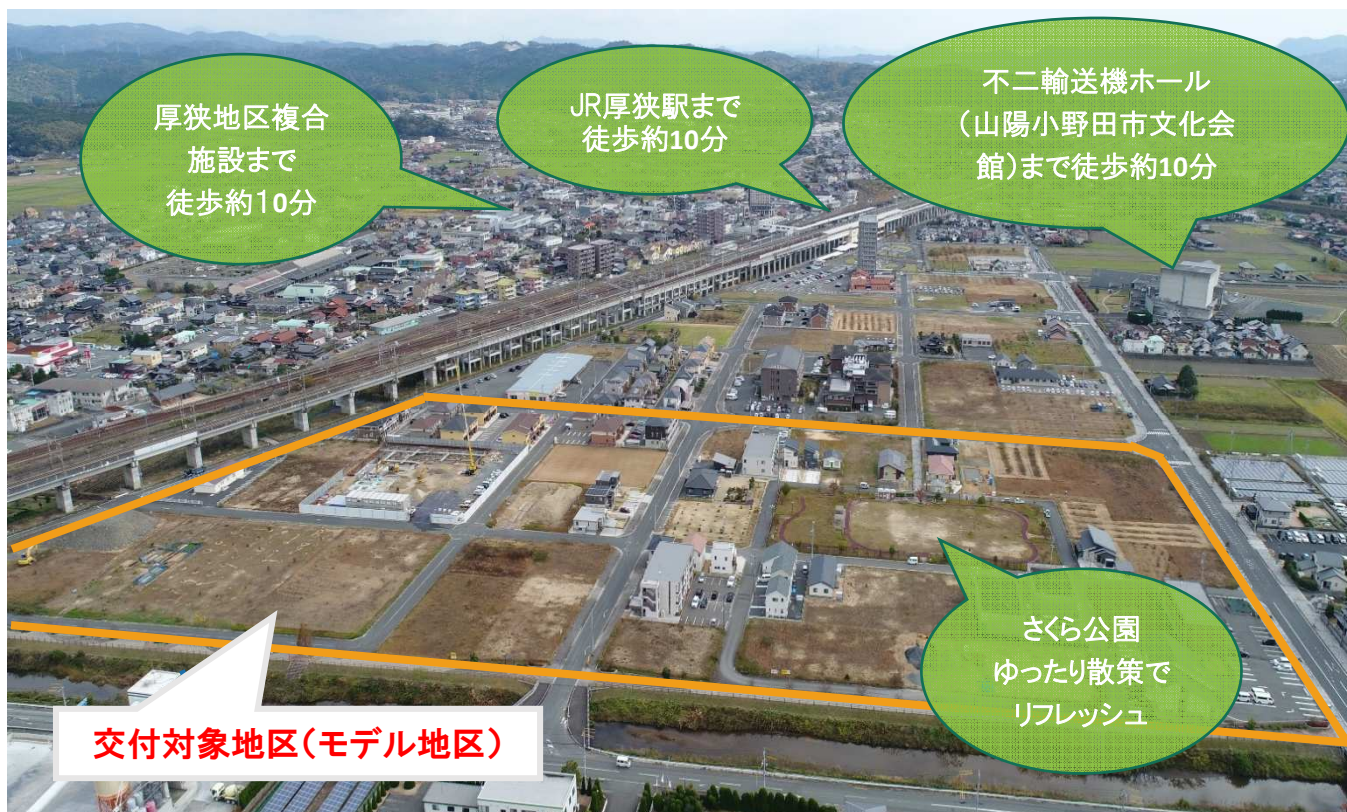 厚狭地区複合
施設まで
徒歩約10分
JR厚狭駅まで
徒歩約10分
不二輸送機ホール
（山陽小野田市文化会
館）まで徒歩約10分
さくら公園
ゆったり散策で
リフレッシュ
交付対象地区（モデル地区）